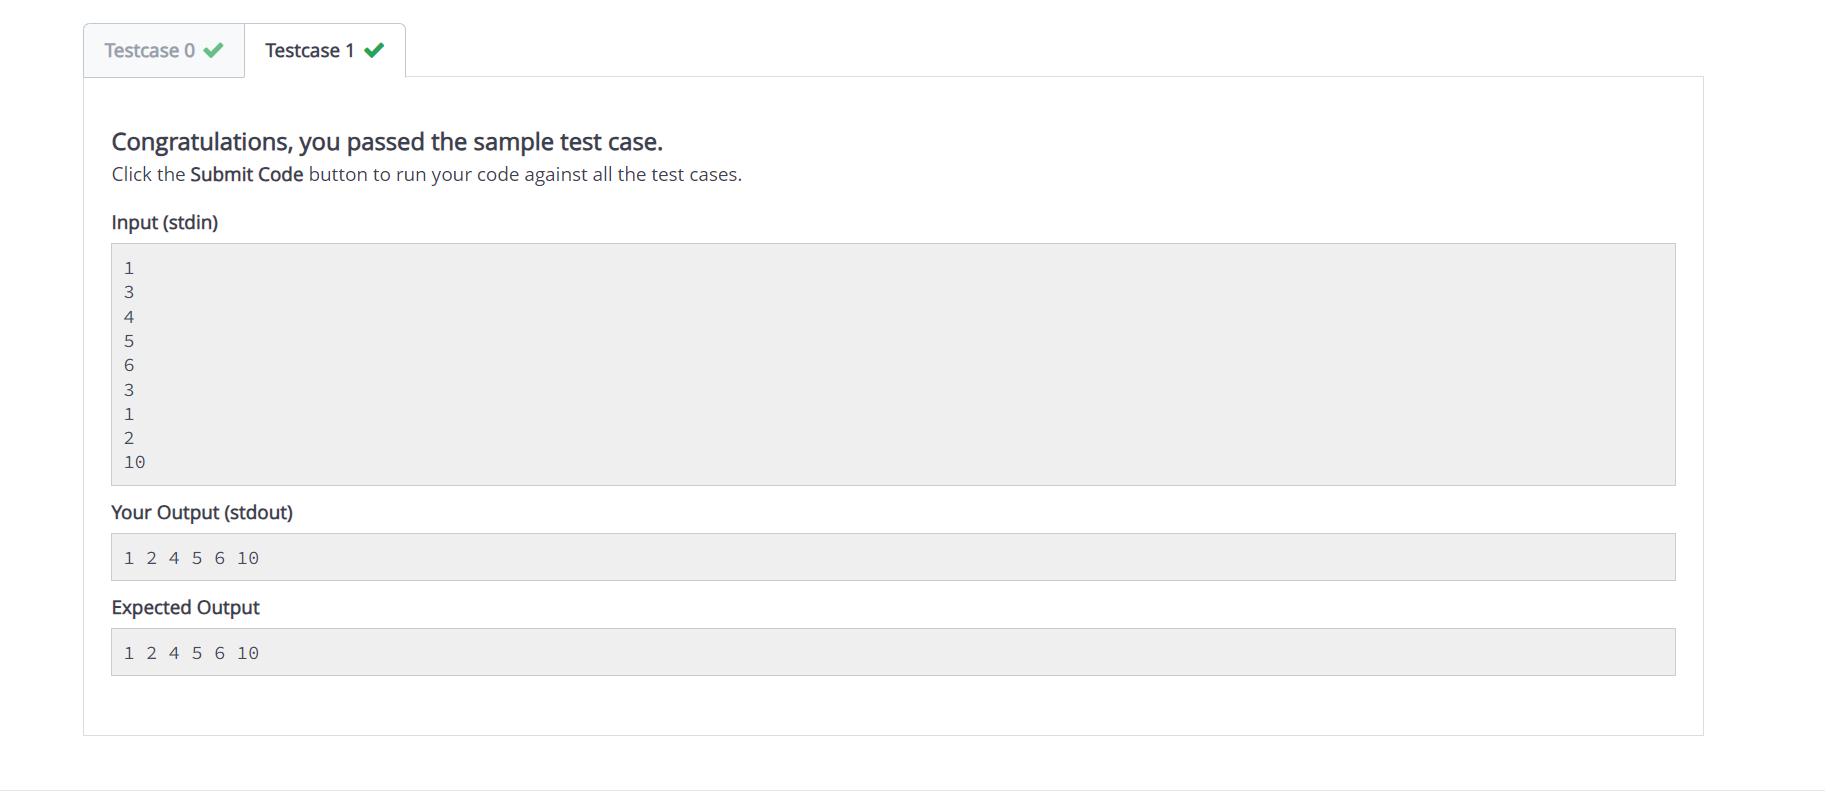 Testcase 0
Testcase 1
Congratulations, you passed the sample test case.
Click the Submit Code button to run your code against all the test cases.
Input (stdin)
1
3
4
5
6
3
1
2
10
Your Output (stdout)
1 2 4 5 6 10
Expected Output
1 2 4 5 6 10